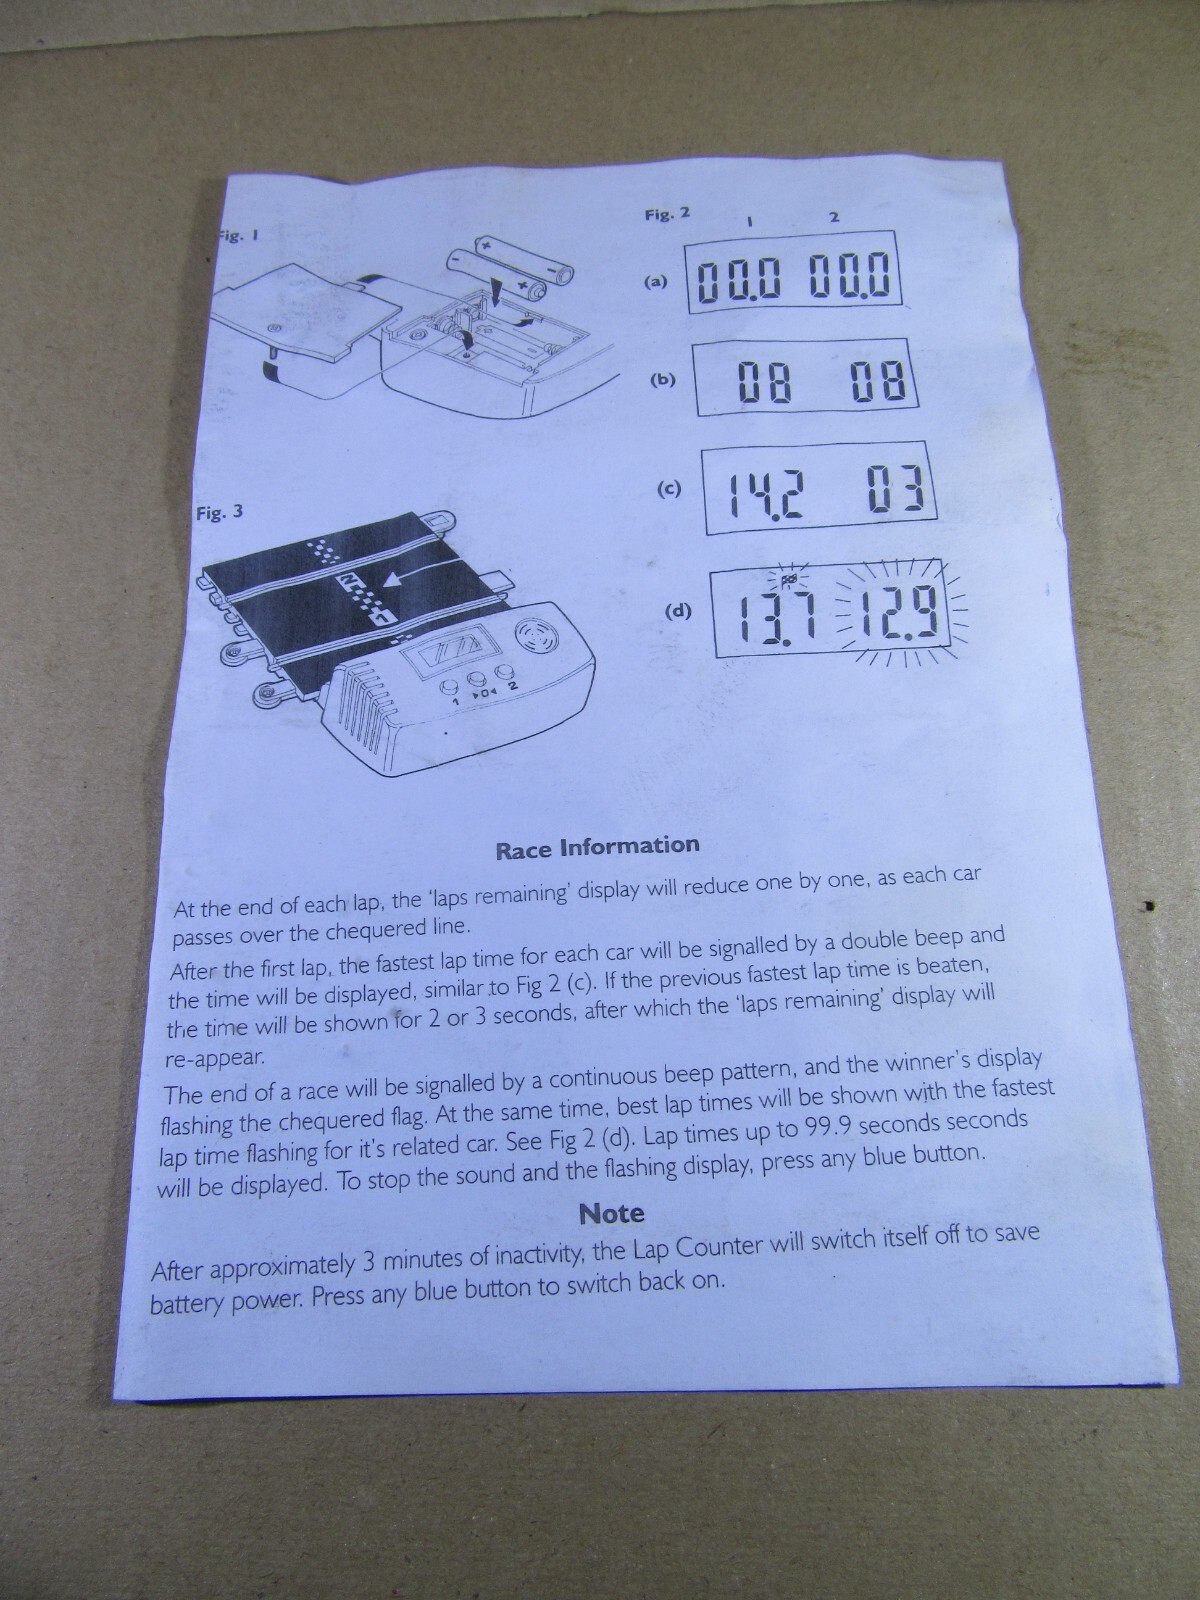 Fig. 1
Fig. 2
1 2
(a) 00.0 00.0
(b) 08 08
(c) 14.2 03
(d) 13.7 12.9
Fig. 3
2
1
1 ▸0◂ 2
Race Information
At the end of each lap, the ‘laps remaining’ display will reduce one by one, as each car
passes over the chequered line.
After the first lap, the fastest lap time for each car will be signalled by a double beep and
the time will be displayed, similar to Fig 2 (c). If the previous fastest lap time is beaten,
the time will be shown for 2 or 3 seconds, after which the ‘laps remaining’ display will
re-appear.
The end of a race will be signalled by a continuous beep pattern, and the winner’s display
flashing the chequered flag. At the same time, best lap times will be shown with the fastest
lap time flashing for it’s related car. See Fig 2 (d). Lap times up to 99.9 seconds seconds
will be displayed. To stop the sound and the flashing display, press any blue button.
Note
After approximately 3 minutes of inactivity, the Lap Counter will switch itself off to save
battery power. Press any blue button to switch back on.